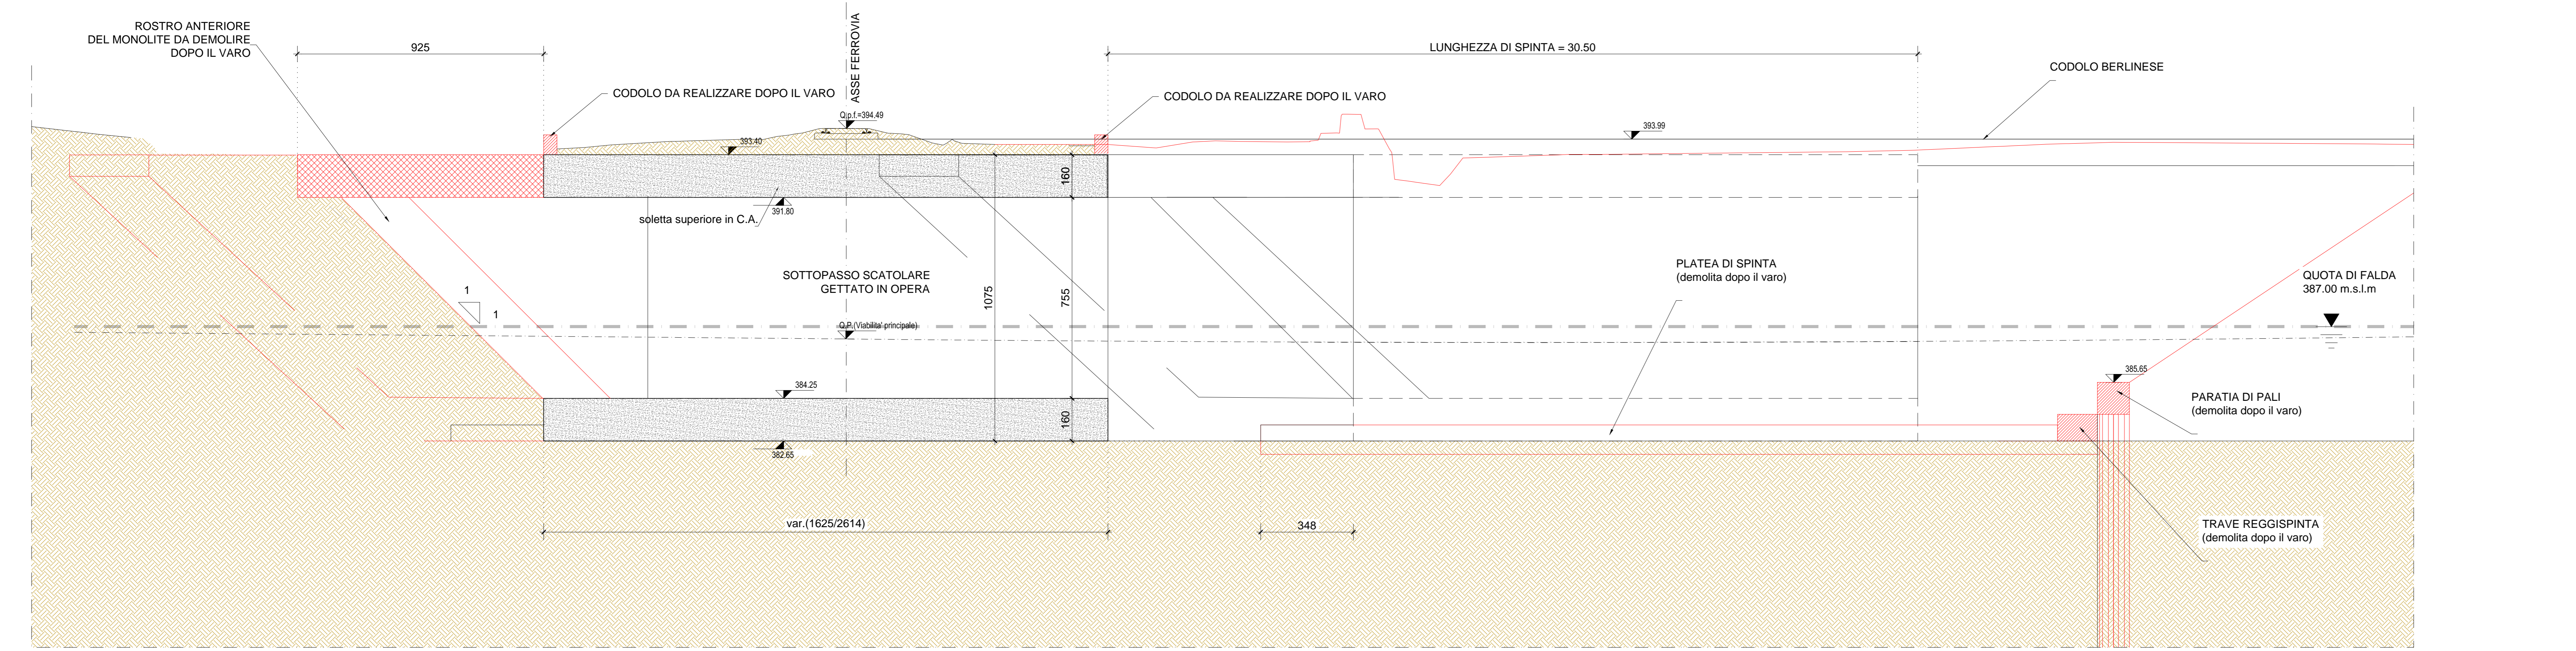 ROSTRO ANTERIORE
DEL MONOLITE DA DEMOLIRE
DOPO IL VARO
925
ASSE FERROVIA
LUNGHEZZA DI SPINTA = 30.50
CODOLO BERLINESE
CODOLO DA REALIZZARE DOPO IL VARO
CODOLO DA REALIZZARE DOPO IL VARO
Q.p.f.=394.49
393.99
393.40
160
391.80
soletta superiore in C.A.
SOTTOPASSO SCATOLARE
GETTATO IN OPERA
PLATEA DI SPINTA
(demolita dopo il varo)
QUOTA DI FALDA
387.00 m.s.l.m
1
1
1075
755
Q.P.(Viabilita' principale)
384.25
385.65
PARATIA DI PALI
(demolita dopo il varo)
160
382.65
var.(1625/2614)
348
TRAVE REGGISPINTA
(demolita dopo il varo)